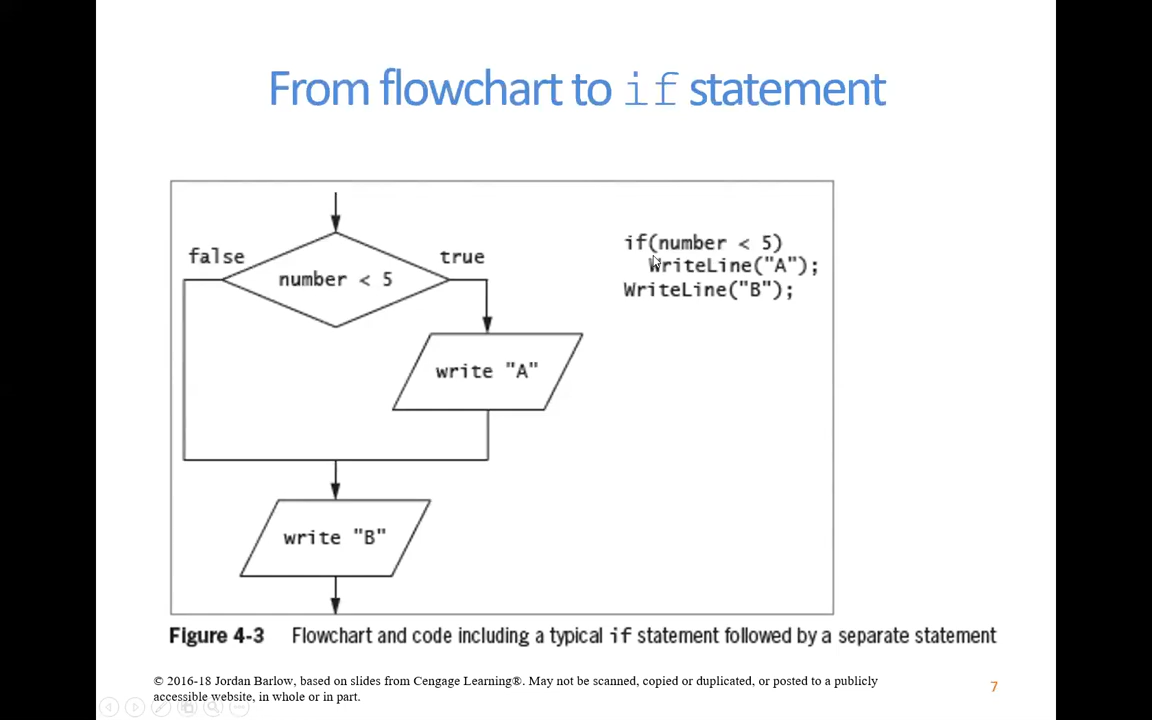 From flowchart to if statement
false
true
number < 5
if(number < 5)
WriteLine("A");
WriteLine("B");
write "A"
write "B"
Figure 4-3 Flowchart and code including a typical if statement followed by a separate statement
© 2016-18 Jordan Barlow, based on slides from Cengage Learning®. May not be scanned, copied or duplicated, or posted to a publicly
accessible website, in whole or in part.
7